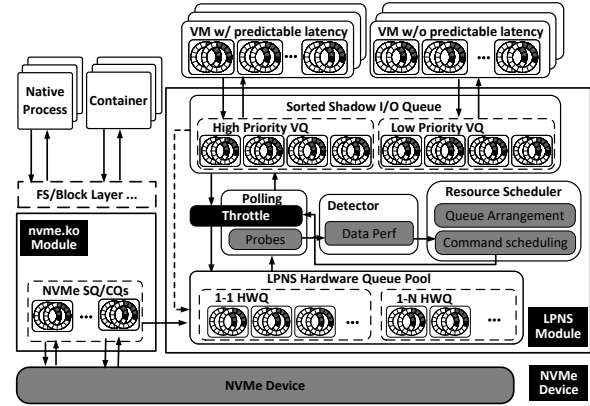 VM w/ predictable latency
...
VM w/o predictable latency
...
Native
Process
Container
Sorted Shadow I/O Queue
High Priority VQ
Low Priority VQ
FS/Block Layer ...
Polling
Throttle
Probes
Detector
Data Perf
Resource Scheduler
Queue Arrangement
Command scheduling
nvme.ko
Module
NVMe SQ/CQs
...
LPNS Hardware Queue Pool
1-1 HWQ
...
1-N HWQ
...
LPNS
Module
NVMe Device
NVMe
Device